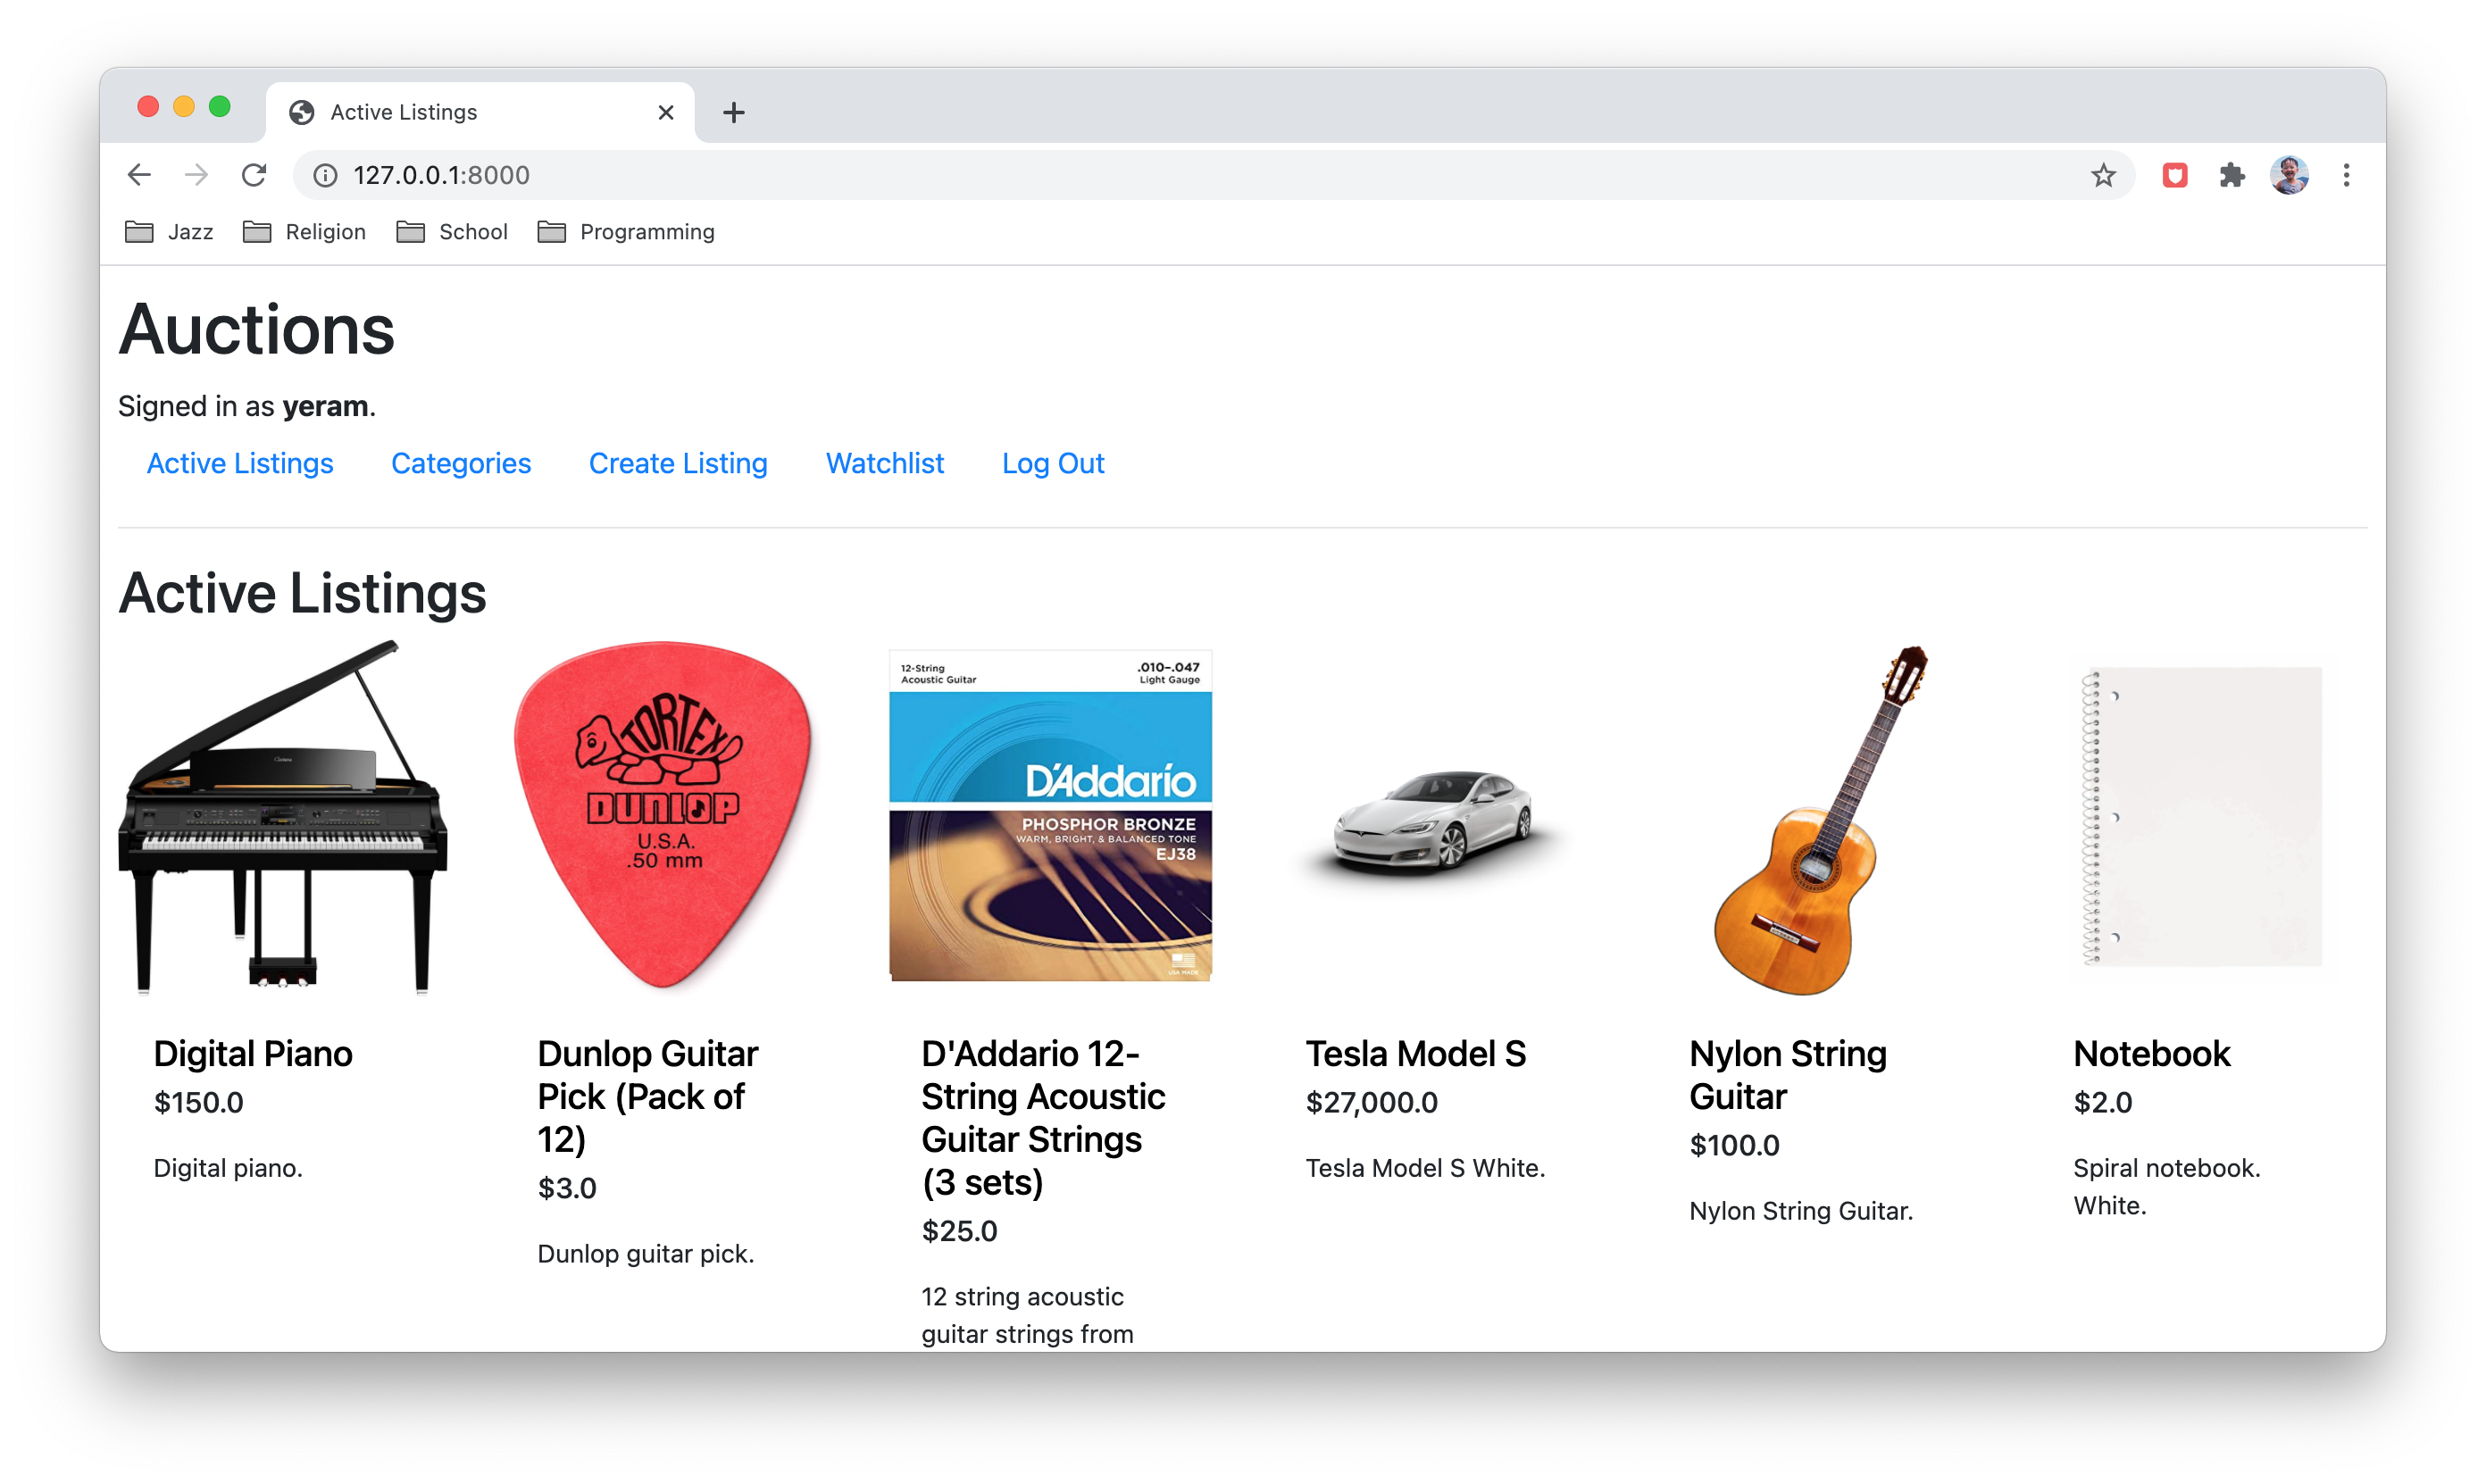 Active Listings
127.0.0.1:8000
Jazz Religion School Programming
Auctions
Signed in as yeram.
Active Listings Categories Create Listing Watchlist Log Out
Active Listings
TORTEX
DUNLOP
U.S.A.
.50 mm
12-String
Acoustic Guitar
.010-.047
Light Gauge
D'Addario
PHOSPHOR BRONZE
WARM, BRIGHT, & BALANCED TONE
EJ38
USA MADE
Digital Piano
$150.0
Digital piano.
Dunlop Guitar
Pick (Pack of
12)
$3.0
Dunlop guitar pick.
D'Addario 12-
String Acoustic
Guitar Strings
(3 sets)
$25.0
12 string acoustic
guitar strings from
Tesla Model S
$27,000.0
Tesla Model S White.
Nylon String
Guitar
$100.0
Nylon String Guitar.
Notebook
$2.0
Spiral notebook.
White.